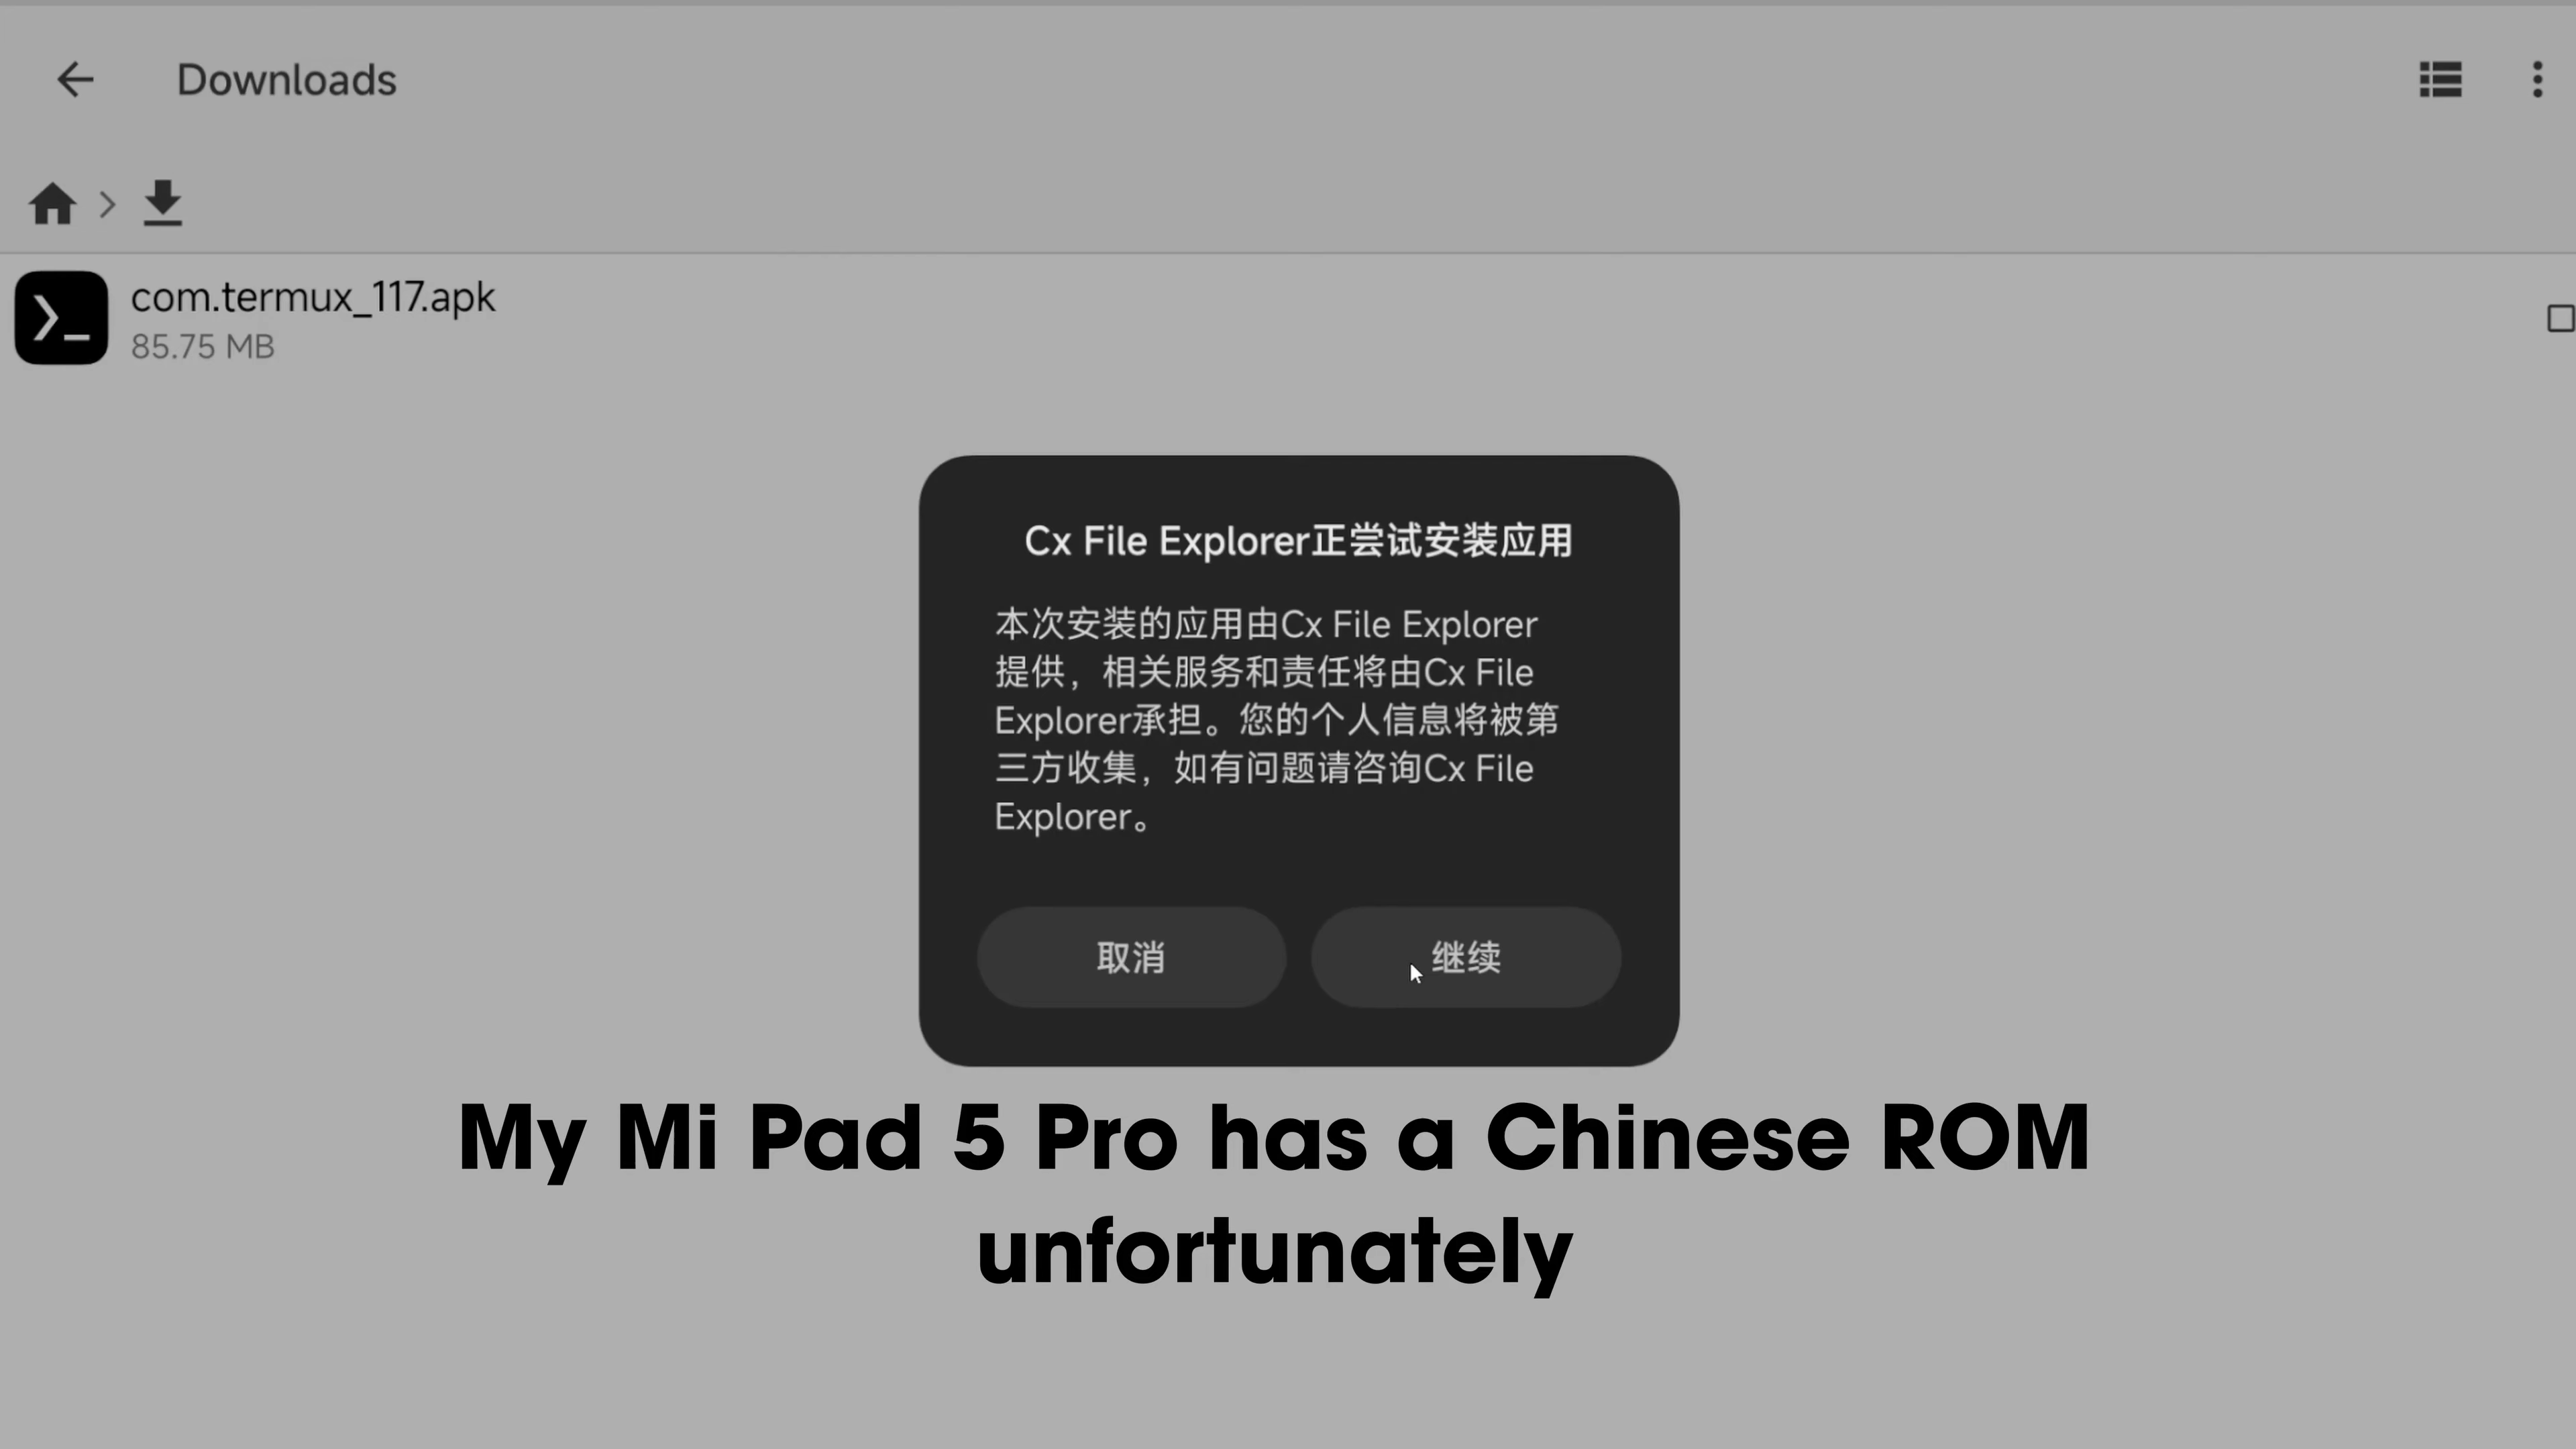 Downloads
com.termux_117.apk
85.75 MB
Cx File Explorer正尝试安装应用
本次安装的应用由Cx File Explorer
提供，相关服务和责任将由Cx File
Explorer承担。您的个人信息将被第
三方收集，如有问题请咨询Cx File
Explorer。
取消
继续
My Mi Pad 5 Pro has a Chinese ROM
unfortunately